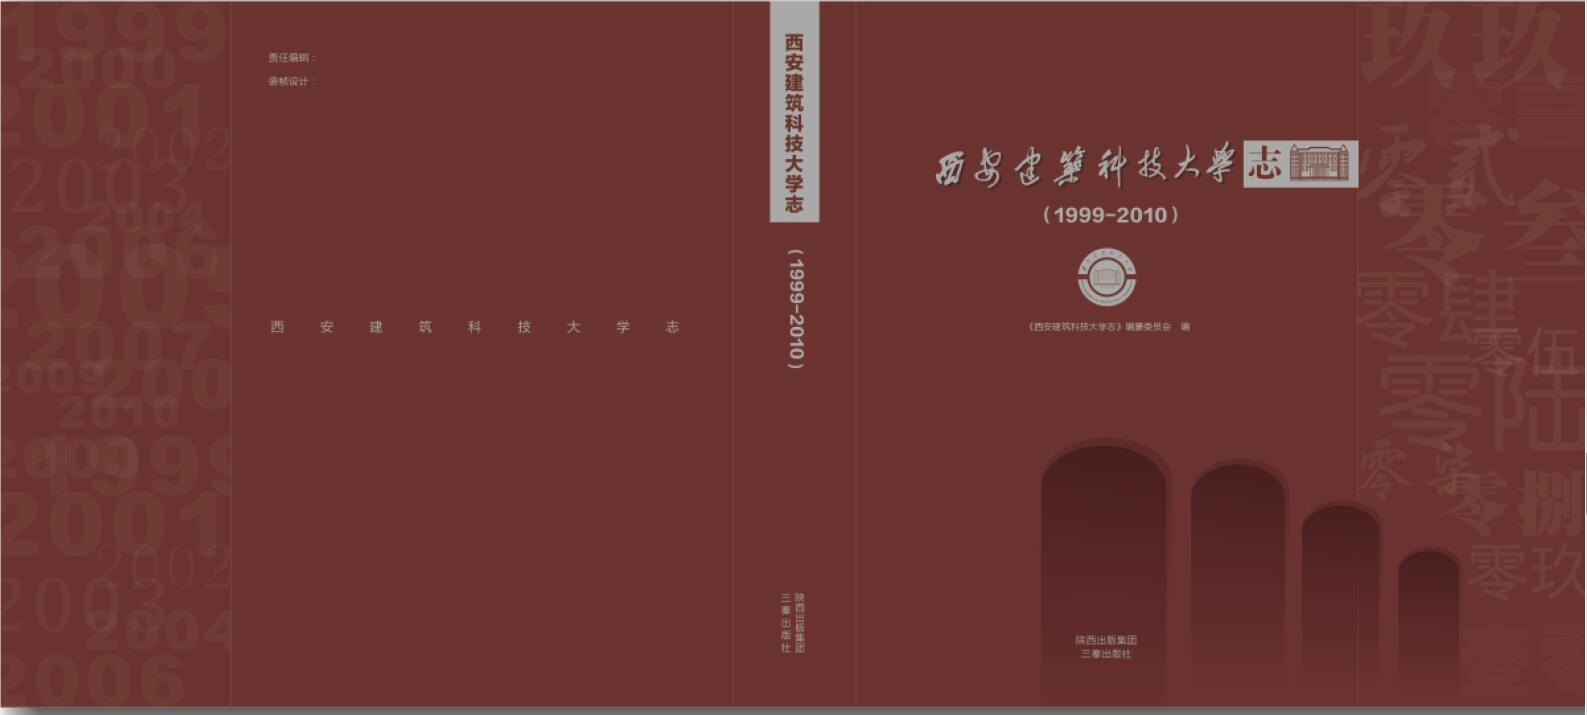 1999
2000
2001
2002
2003
2004
2006
2005
2007
2009
200
2010
1999
2001
2002
2003
2004
2006
责任编辑：
装帧设计：
西安建筑科技大学志
西安建筑科技大学志
（1999-2010）
陕西出版集团
三秦出版社
西安建筑科技大学志
（1999-2010）
《西安建筑科技大学志》编纂委员会 编
陕西出版集团
三秦出版社
玖玖
零贰
零叁
零肆
零伍
零陆
零柒
零捌
零玖
壹零